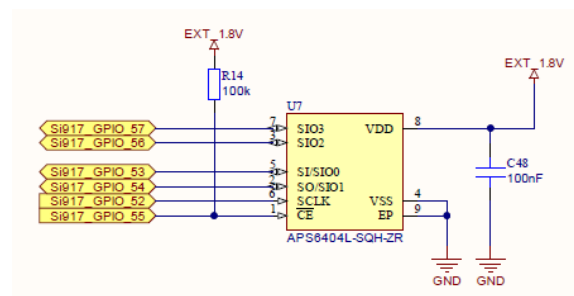 EXT_1.8V
EXT_1.8V
R14
100k
U7
Si917_GPIO_57 7 SIO3 VDD 8
Si917_GPIO_56 3 SIO2
C48
100nF
Si917_GPIO_53 5 SI/SIO0
Si917_GPIO_54 2 SO/SIO1
Si917_GPIO_52 6 SCLK VSS 4
Si917_GPIO_55 1 CE EP 9
APS6404L-SQH-ZR
GND GND